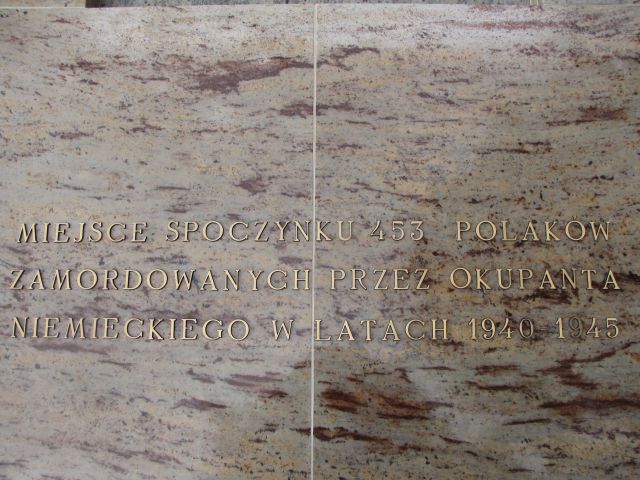 MIEJSCE SPOCZYNKU 453 POLAKÓW
ZAMORDOWANYCH PRZEZ OKUPANTA
NIEMIECKIEGO W LATACH 1940-1945